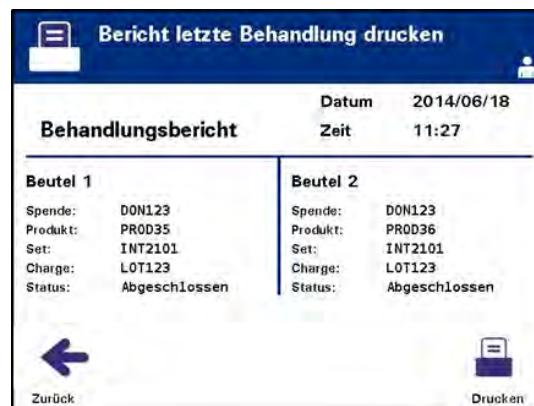 Bericht letzte Behandlung drucken
Datum 2014/06/18
Behandlungsbericht Zeit 11:27
Beutel 1
Spende: DON123
Produkt: PROD35
Set: INT2101
Charge: LOT123
Status: Abgeschlossen
Beutel 2
Spende: DON123
Produkt: PROD36
Set: INT2101
Charge: LOT123
Status: Abgeschlossen
Zurück
Drucken